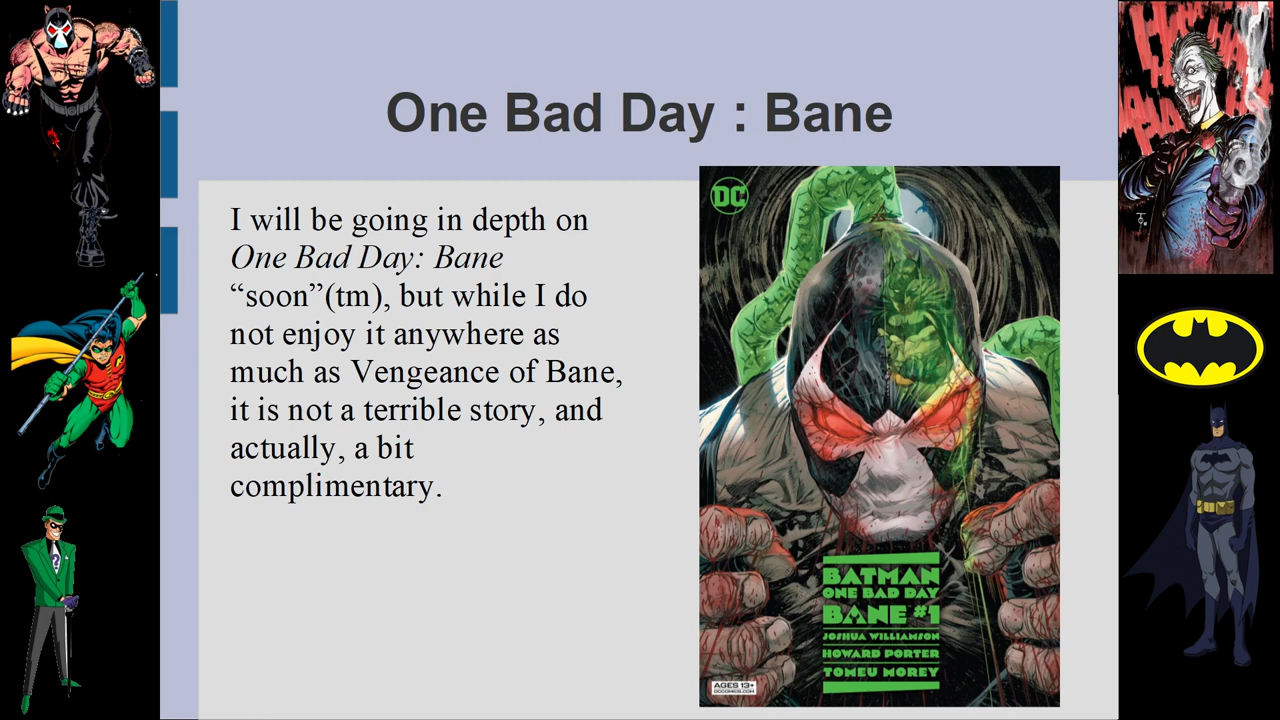 One Bad Day : Bane
I will be going in depth on
One Bad Day: Bane
“soon”(tm), but while I do
not enjoy it anywhere as
much as Vengeance of Bane,
it is not a terrible story, and
actually, a bit
complimentary.
DC
BATMAN
ONE BAD DAY
BANE #1
JOSHUA WILLIAMSON
HOWARD PORTER
TOMEU MOREY
AGES 13+
DCCOMICS.COM